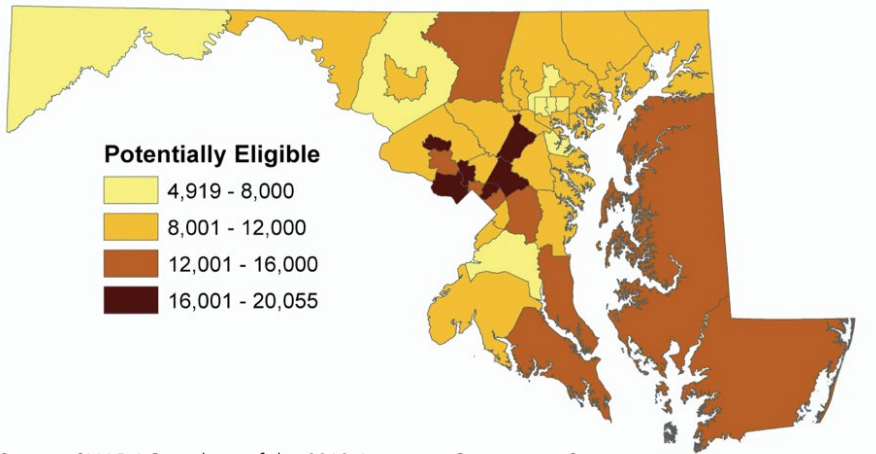 Potentially Eligible
4,919 - 8,000
8,001 - 12,000
12,001 - 16,000
16,001 - 20,055